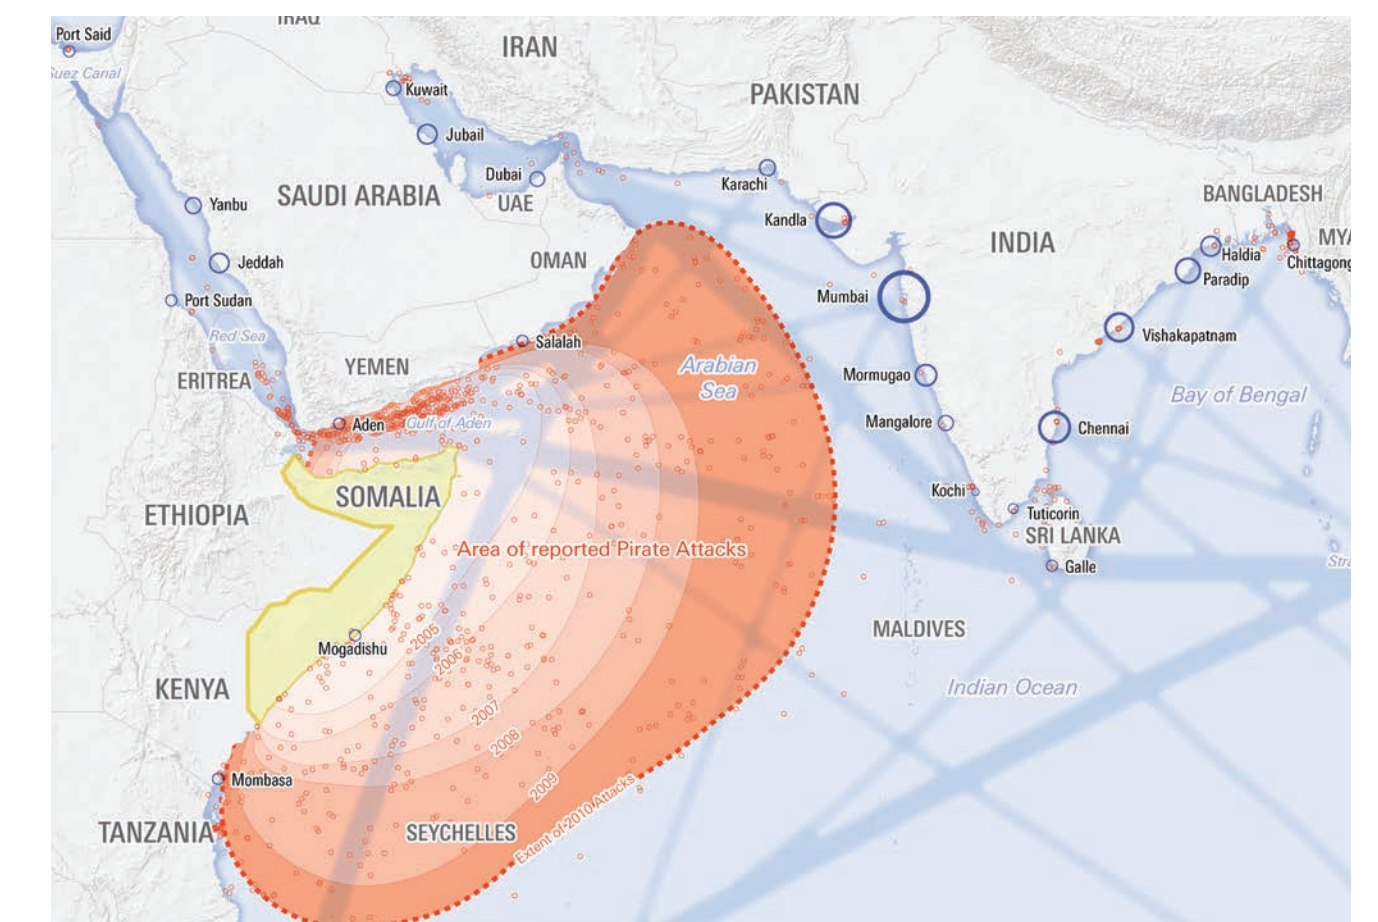 IRAQ
Port Said
Suez Canal
IRAN
PAKISTAN
Kuwait
Jubail
Dubai
UAE
Karachi
SAUDI ARABIA
Yanbu
Kandla
BANGLADESH
INDIA
MYA
Haldia
Chittagong
Jeddah
OMAN
Paradip
Port Sudan
Mumbai
Red Sea
Salalah
Vishakapatnam
YEMEN
Arabian
Sea
ERITREA
Mormugao
Bay of Bengal
Aden
Gulf of Aden
Mangalore
Chennai
SOMALIA
Kochi
ETHIOPIA
Tuticorin
SRI LANKA
Area of reported Pirate Attacks
Galle
Stra
MALDIVES
2005
Mogadishu
2006
KENYA
Indian Ocean
2007
2008
Mombasa
2009
Extent of 2010 Attacks
TANZANIA
SEYCHELLES